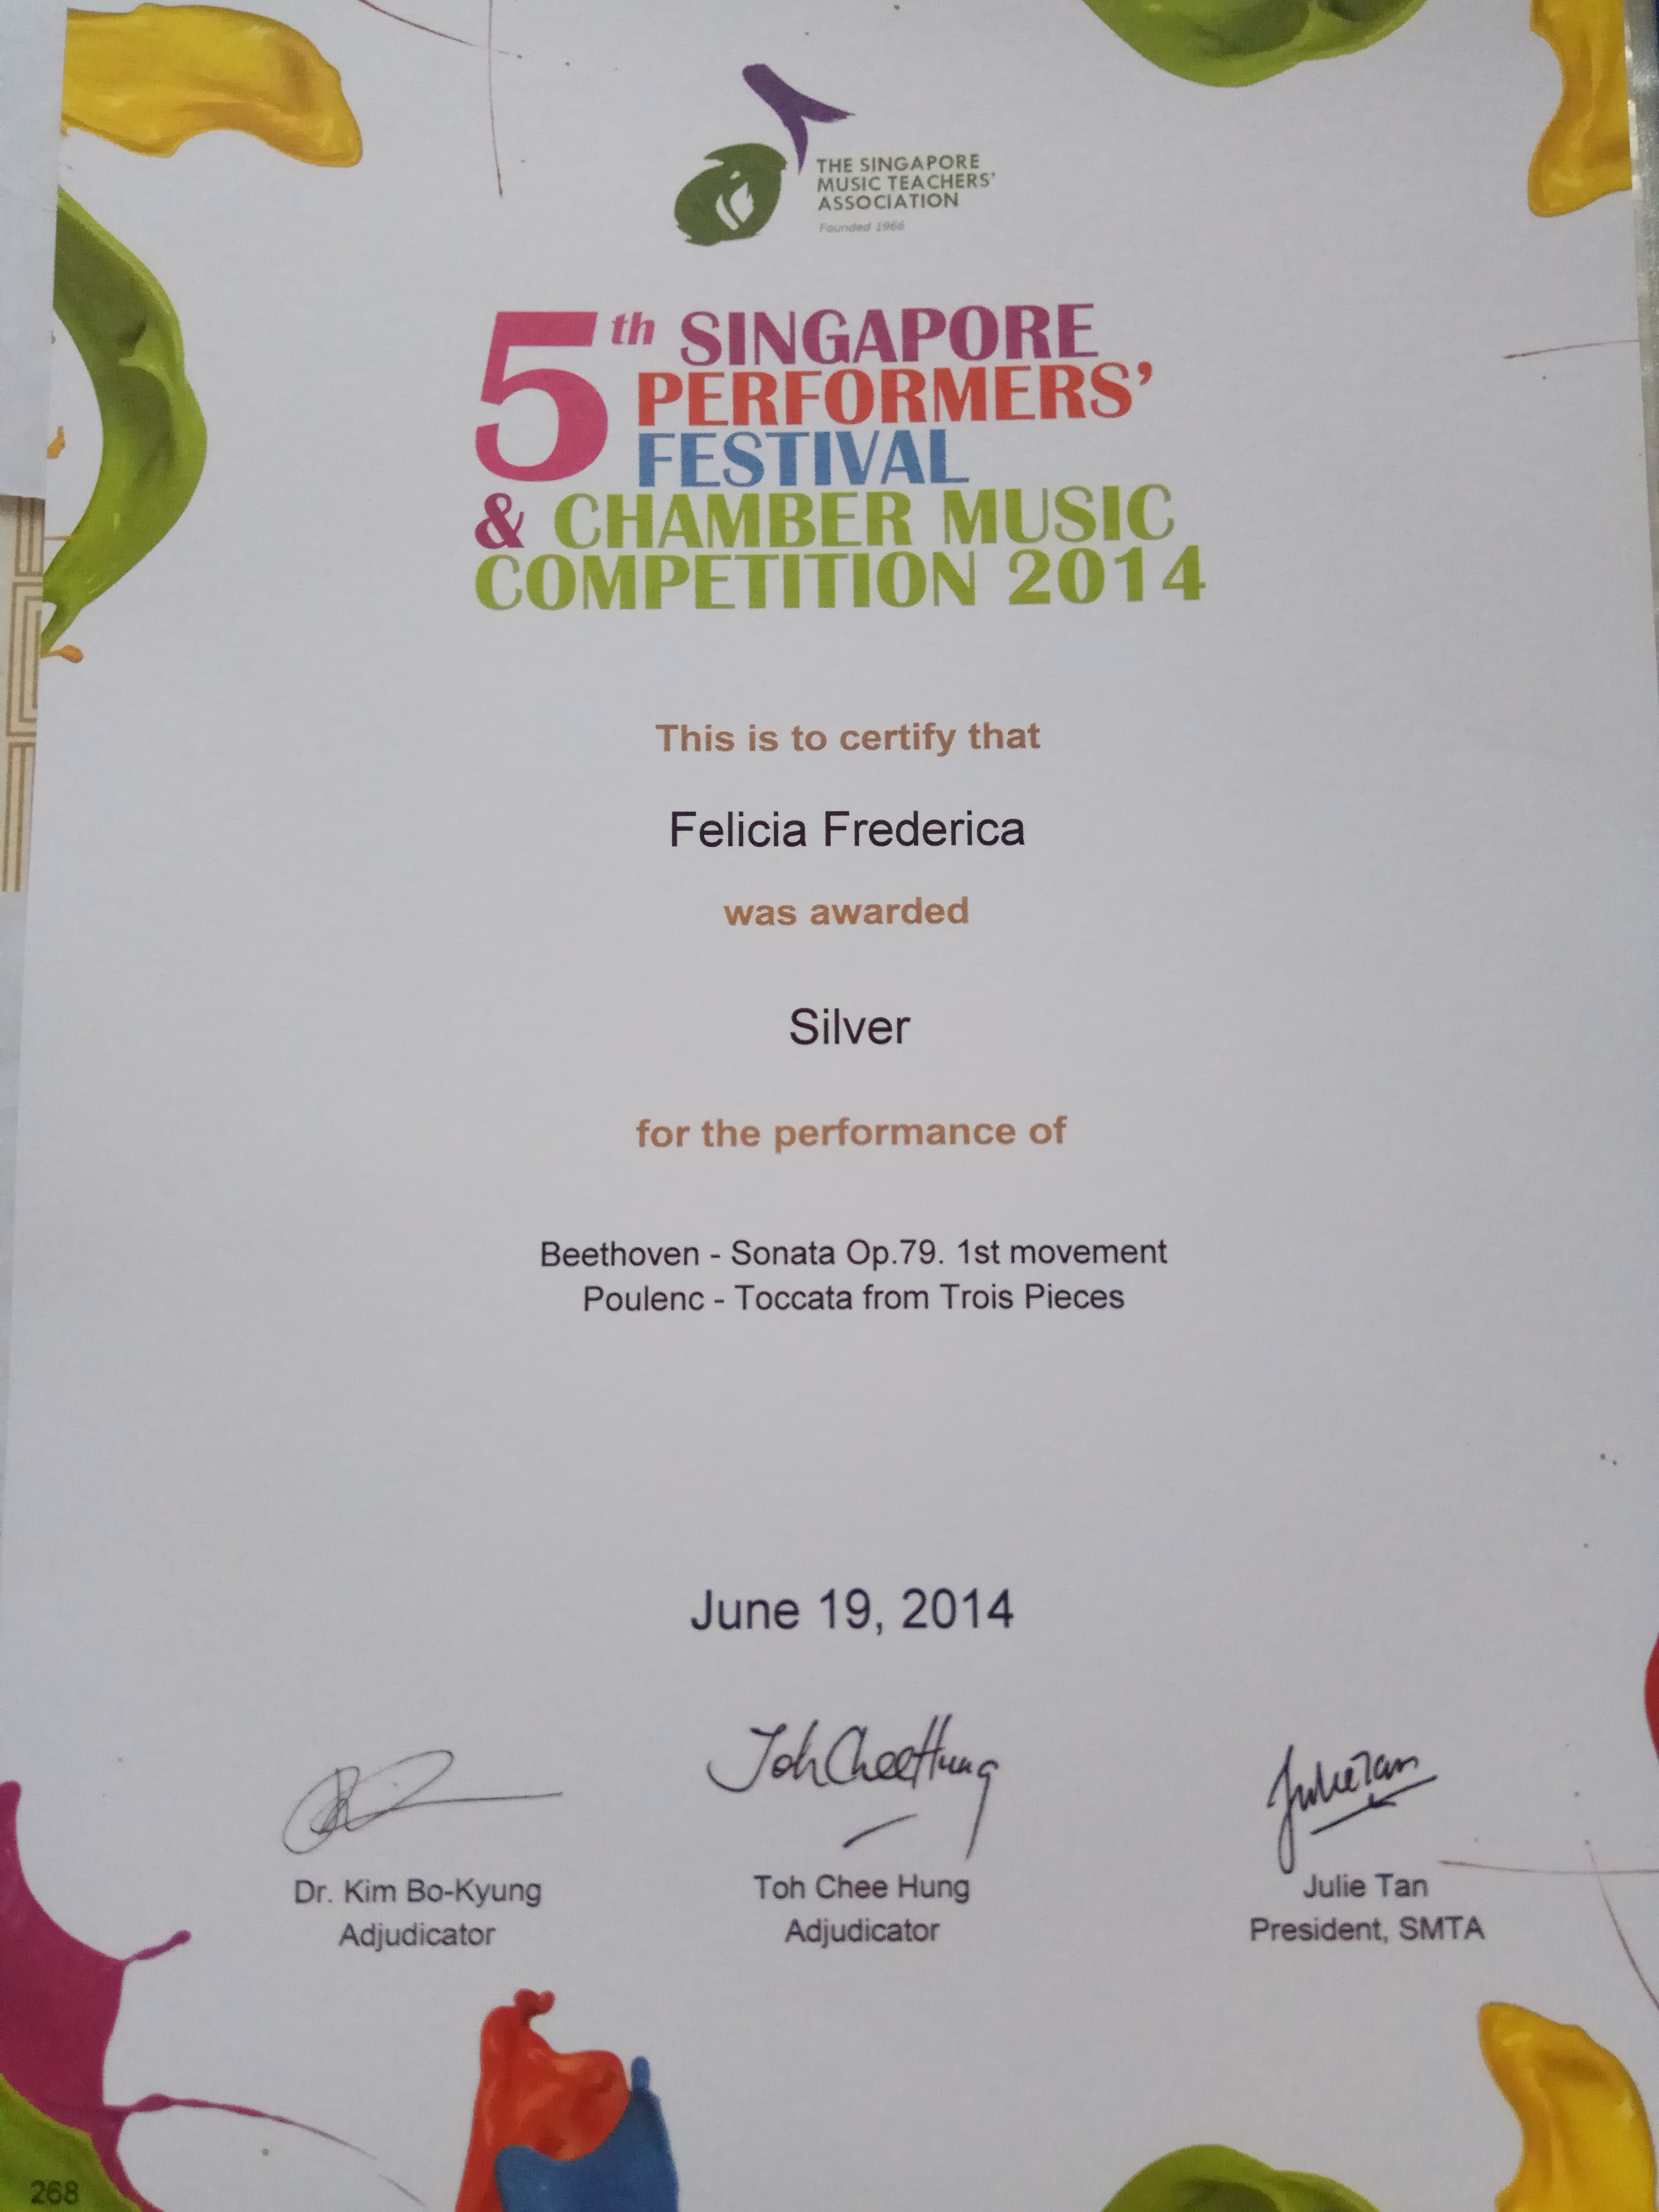 THE SINGAPORE
MUSIC TEACHERS'
ASSOCIATION
Founded 1966
5th SINGAPORE
PERFORMERS'
FESTIVAL
& CHAMBER MUSIC
COMPETITION 2014
This is to certify that
Felicia Frederica
was awarded
Silver
for the performance of
Beethoven - Sonata Op.79. 1st movement
Poulenc - Toccata from Trois Pieces
June 19, 2014
Toh Chee Hung
Julie Tan
Dr. Kim Bo-Kyung
Adjudicator
Toh Chee Hung
Adjudicator
Julie Tan
President, SMTA
268